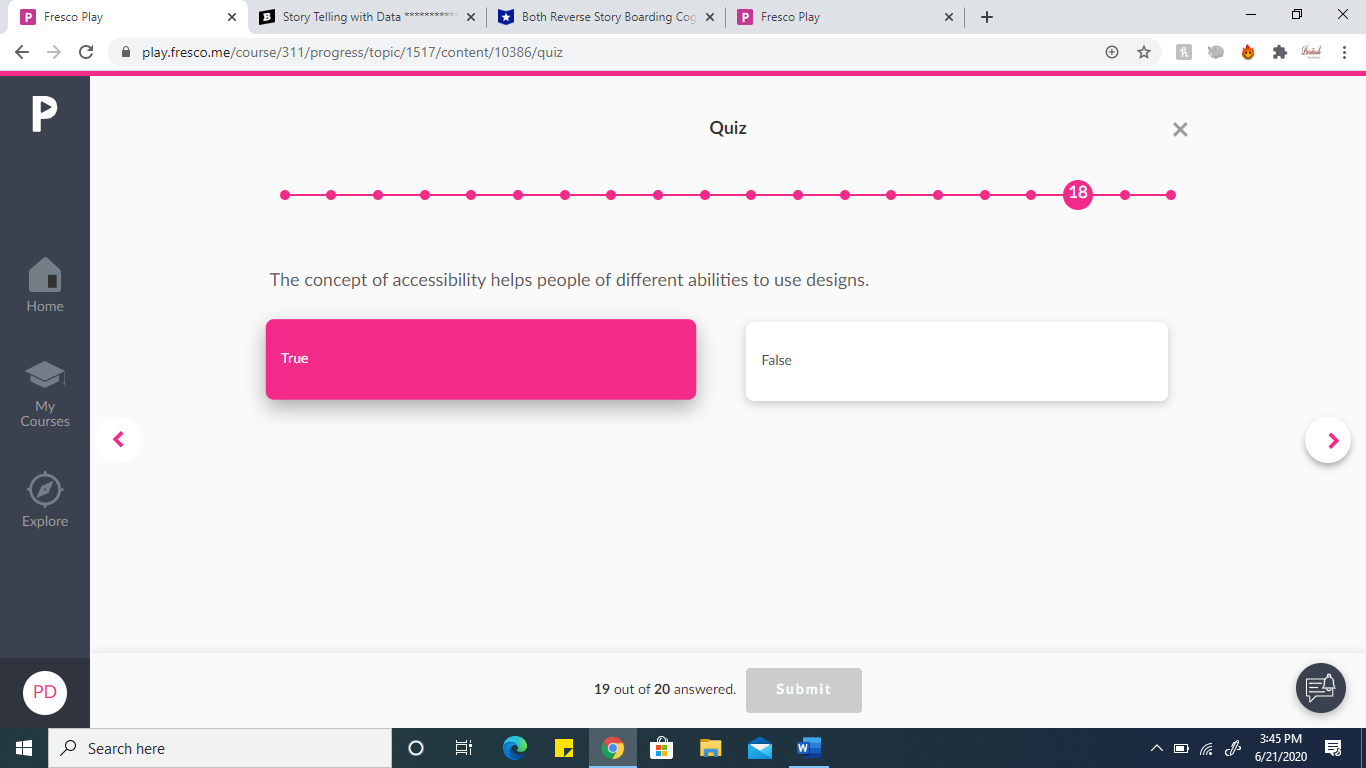 Fresco Play
Story Telling with Data
Both Reverse Story Boarding Cog
Fresco Play
play.fresco.me/course/311/progress/topic/1517/content/10386/quiz
P
Quiz
18
The concept of accessibility helps people of different abilities to use designs.
True
False
Home
My
Courses
Explore
PD
19 out of 20 answered.
Submit
Search here
3:45 PM
6/21/2020